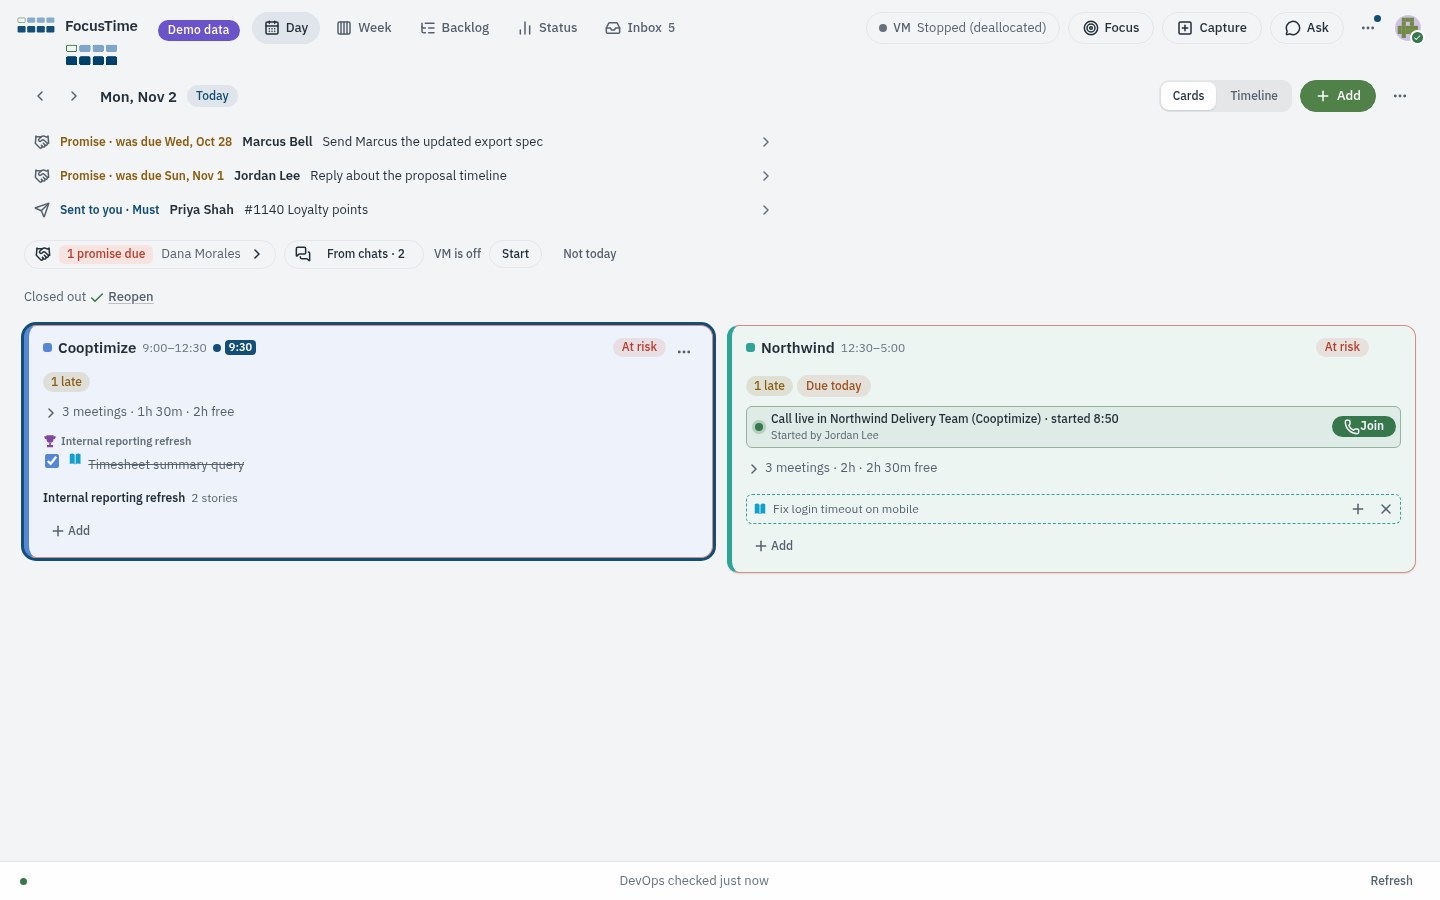 FocusTime
Demo data
Day
Week
Backlog
Status
Inbox 5
VM Stopped (deallocated)
Focus
Capture
Ask
Mon, Nov 2
Today
Cards
Timeline
Add
Promise · was due Wed, Oct 28 Marcus Bell Send Marcus the updated export spec
Promise · was due Sun, Nov 1 Jordan Lee Reply about the proposal timeline
Sent to you · Must Priya Shah #1140 Loyalty points
1 promise due Dana Morales
From chats · 2
VM is off
Start
Not today
Closed out Reopen
Cooptimize 9:00–12:30 9:30 At risk
1 late
3 meetings · 1h 30m · 2h free
Internal reporting refresh
Timesheet summary query
Internal reporting refresh 2 stories
Add
Northwind 12:30–5:00 At risk
1 late Due today
Call live in Northwind Delivery Team (Cooptimize) · started 8:50
Started by Jordan Lee
Join
3 meetings · 2h · 2h 30m free
Fix login timeout on mobile
Add
DevOps checked just now
Refresh